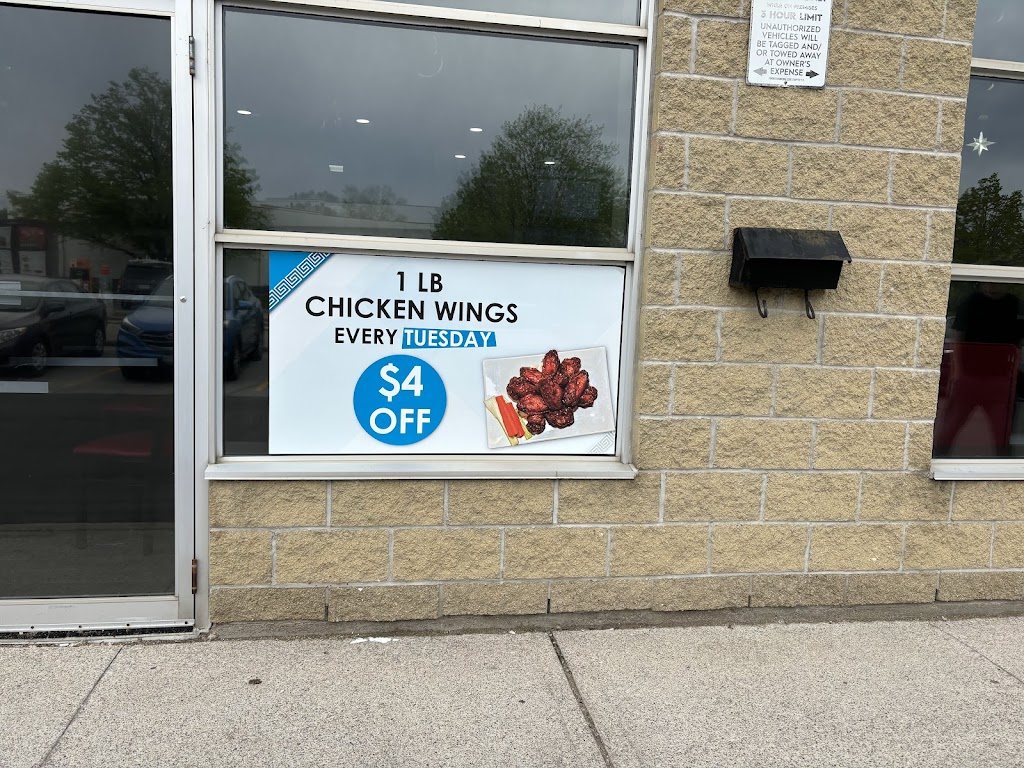 1 LB
CHICKEN WINGS
EVERY TUESDAY
$4
OFF
3 HOUR LIMIT
UNAUTHORIZED
VEHICLES WILL
BE TAGGED AND/
OR TOWED AWAY
AT OWNER'S
EXPENSE